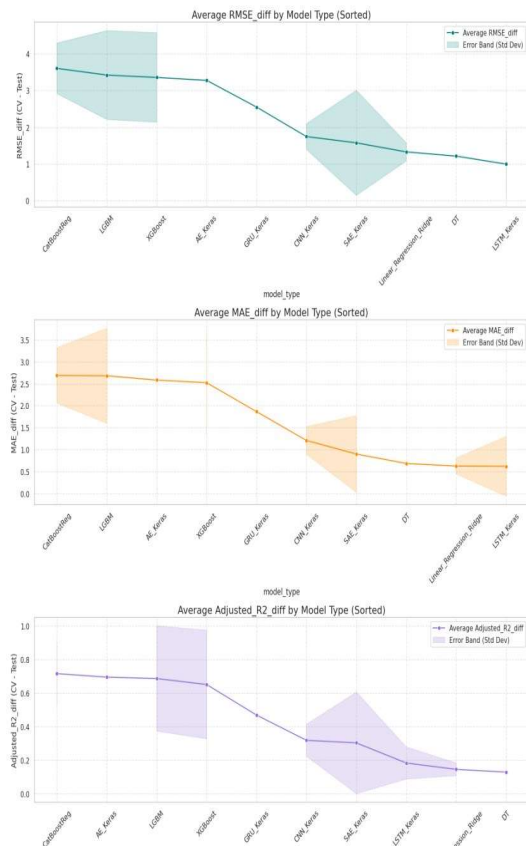 Average RMSE_diff by Model Type (Sorted)
Average RMSE_diff
Error Band (Std Dev)
RMSE_diff (CV - Test)
4
3
2
1
0
CatBoostReg
LGBM
XGBoost
AE_Keras
GRU_Keras
CNN_Keras
SAE_Keras
Linear_Regression_Ridge
DT
LSTM_Keras
model_type
Average MAE_diff by Model Type (Sorted)
Average MAE_diff
Error Band (Std Dev)
MAE_diff (CV - Test)
3.5
3.0
2.5
2.0
1.5
1.0
0.5
0.0
CatBoostReg
LGBM
AE_Keras
XGBoost
GRU_Keras
CNN_Keras
SAE_Keras
DT
Linear_Regression_Ridge
LSTM_Keras
model_type
Average Adjusted_R2_diff by Model Type (Sorted)
Average Adjusted_R2_diff
Error Band (Std Dev)
Adjusted_R2_diff (CV - Test)
1.0
0.8
0.6
0.4
0.2
0.0
CatBoostReg
AE_Keras
LGBM
XGBoost
GRU_Keras
CNN_Keras
SAE_Keras
LSTM_Keras
ession_Ridge
DT